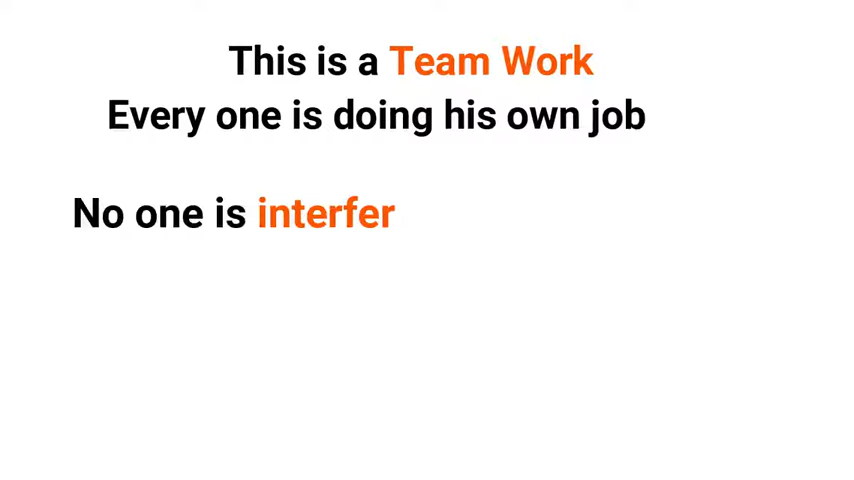 This is a Team Work
Every one is doing his own job
No one is interfer